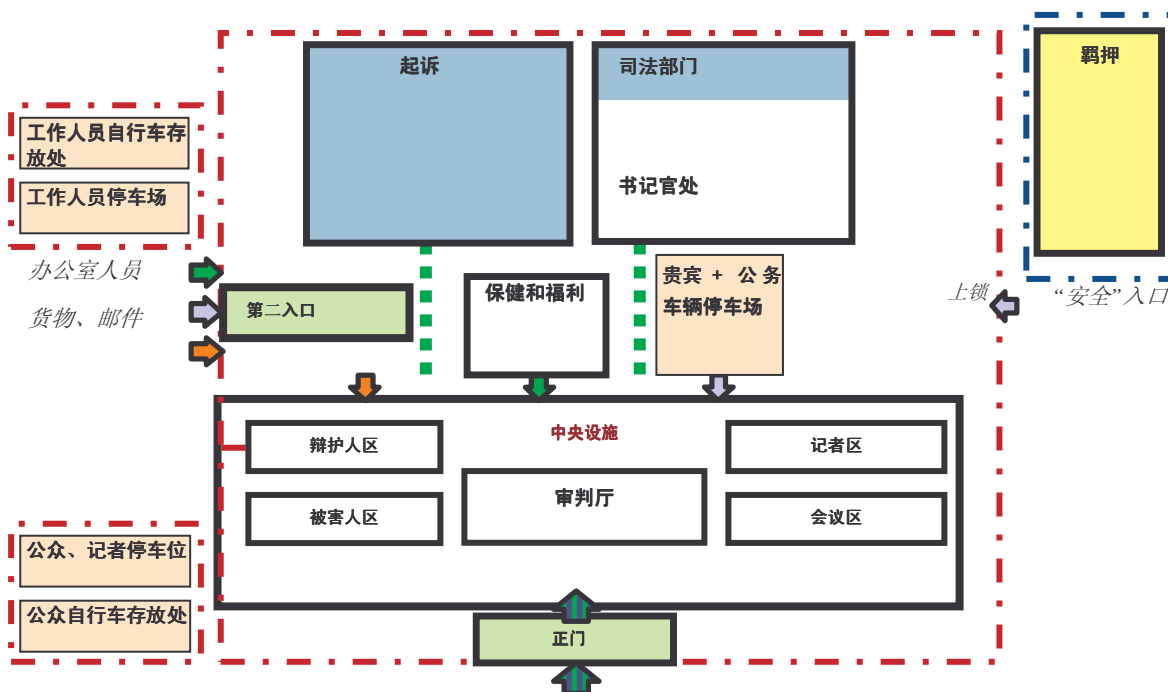 起诉
司法部门
书记官处
羁押
工作人员自行车存
放处
工作人员停车场
办公室人员
货物、邮件
第二入口
保健和福利
贵宾 + 公务
车辆停车场
上锁
“安全”入口
中央设施
辩护人区
记者区
审判厅
被害人区
会议区
公众、记者停车位
公众自行车存放处
正门